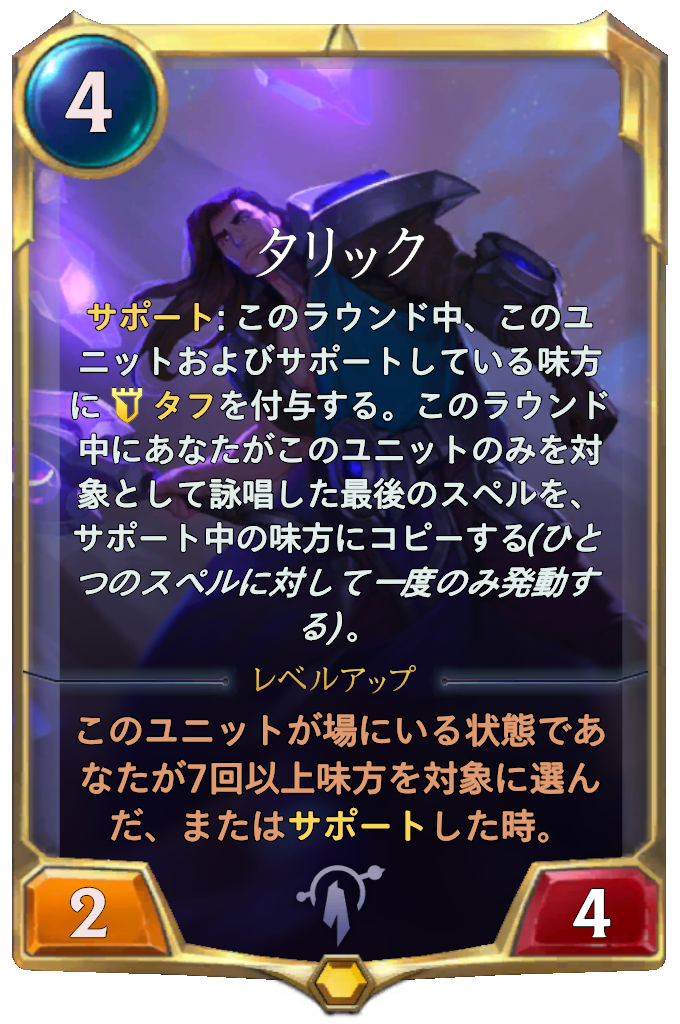 4
タリック
サポート: このラウンド中、このユ
ニットおよびサポートしている味方
に タフを付与する。このラウンド
中にあなたがこのユニットのみを対
象として詠唱した最後のスペルを、
サポート中の味方にコピーする(ひと
つのスペルに対して一度のみ発動す
る)。
レベルアップ
このユニットが場にいる状態であ
なたが7回以上味方を対象に選ん
だ、またはサポートした時。
2
4